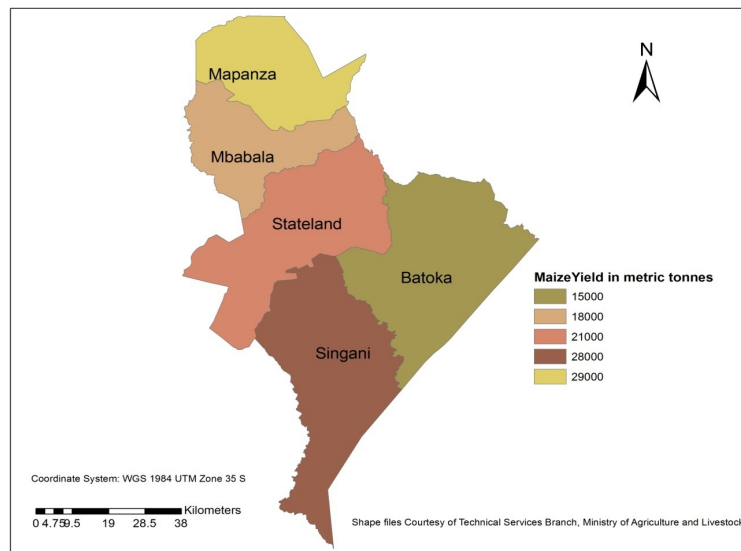 N
Mapanza
Mbabala
Stateland
Batoka
Singani
MaizeYield in metric tonnes
15000
18000
21000
28000
29000
Coordinate System: WGS 1984 UTM Zone 35 S
Kilometers
0 4.75 9.5 19 28.5 38
Shape files Courtesy of Technical Services Branch, Ministry of Agriculture and Livestock